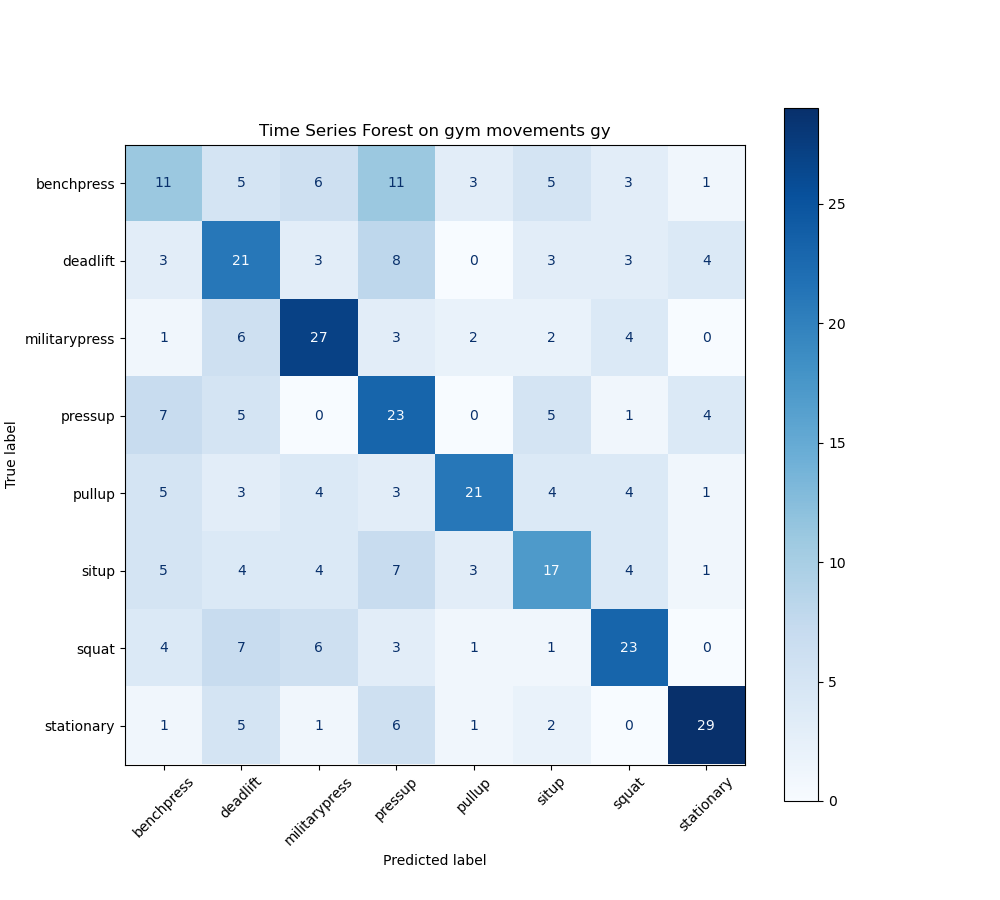 Time Series Forest on gym movements gy
benchpress 11 5 6 11 3 5 3 1
deadlift 3 21 3 8 0 3 3 4
militarypress 1 6 27 3 2 2 4 0
pressup 7 5 0 23 0 5 1 4
pullup 5 3 4 3 21 4 4 1
situp 5 4 4 7 3 17 4 1
squat 4 7 6 3 1 1 23 0
stationary 1 5 1 6 1 2 0 29
True label
benchpress deadlift militarypress pressup pullup situp squat stationary
Predicted label
25
20
15
10
5
0